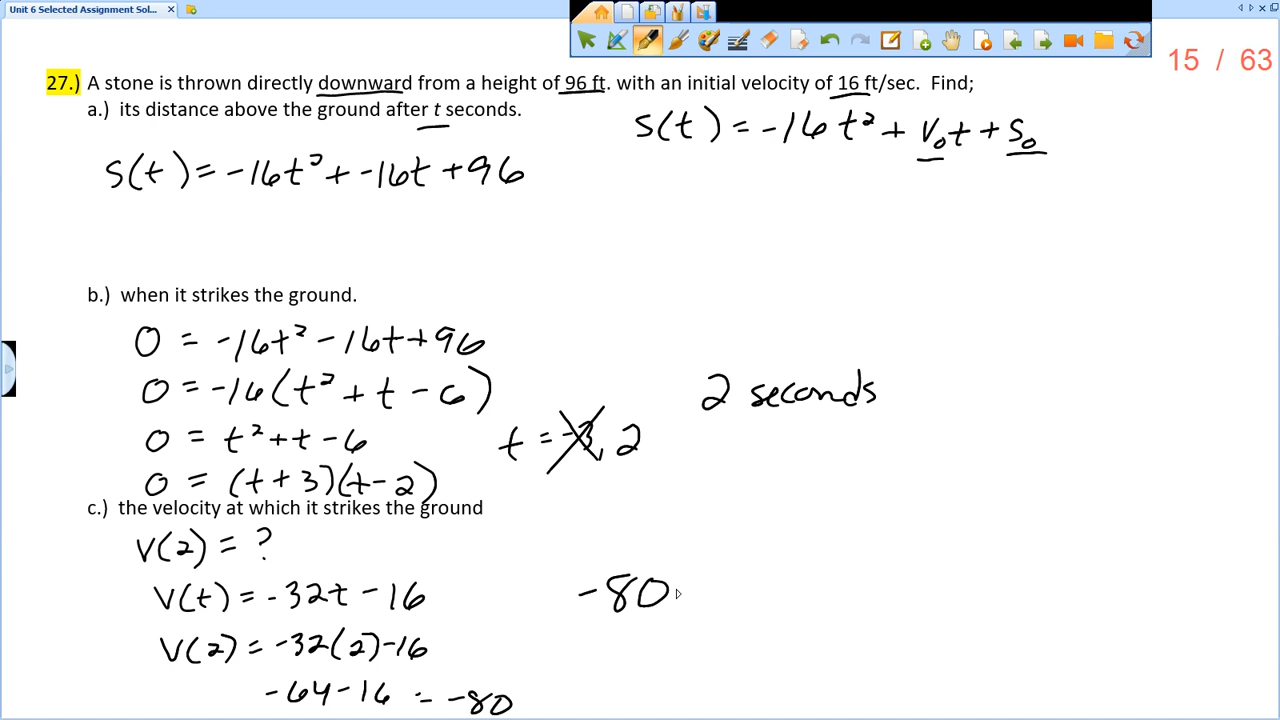 Unit 6 Selected Assignment Sol...
15 / 63
27.) A stone is thrown directly downward from a height of 96 ft. with an initial velocity of 16 ft/sec. Find;
a.) its distance above the ground after t seconds.
S(t) = -16t² + V₀t + S₀
S(t) = -16t² + -16t + 96
b.) when it strikes the ground.
0 = -16t² - 16t + 96
0 = -16(t² + t - 6)
2 seconds
0 = t² + t - 6
t = -3, 2
0 = (t + 3)(t - 2)
c.) the velocity at which it strikes the ground
V(2) = ?
V(t) = -32t - 16
-80
V(2) = -32(2) - 16
-64 - 16 = -80